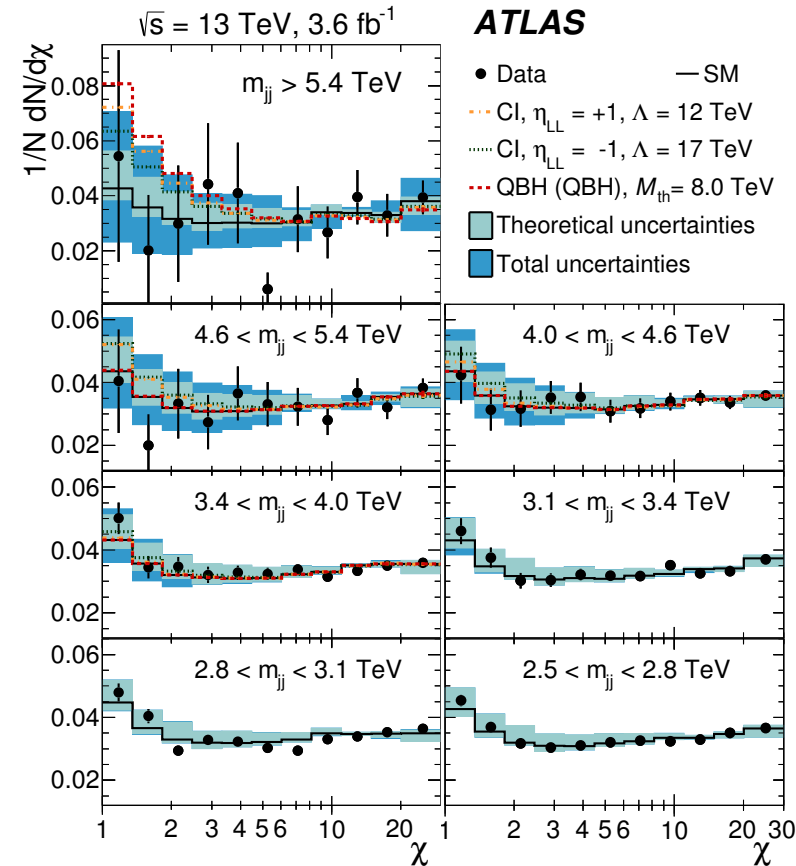 √s = 13 TeV, 3.6 fb⁻¹
ATLAS
Data
SM
CI, η_LL = +1, Λ = 12 TeV
CI, η_LL = -1, Λ = 17 TeV
QBH (QBH), M_th = 8.0 TeV
Theoretical uncertainties
Total uncertainties
1/N dN/dχ
m_jj > 5.4 TeV
0.08
0.06
0.04
0.02
4.6 < m_jj < 5.4 TeV
4.0 < m_jj < 4.6 TeV
0.06
0.04
0.02
3.4 < m_jj < 4.0 TeV
3.1 < m_jj < 3.4 TeV
0.06
0.04
0.02
2.8 < m_jj < 3.1 TeV
2.5 < m_jj < 2.8 TeV
0.06
0.04
0.02
1 2 3 4 5 6 10 20
1 2 3 4 5 6 10 20 30
χ
χ